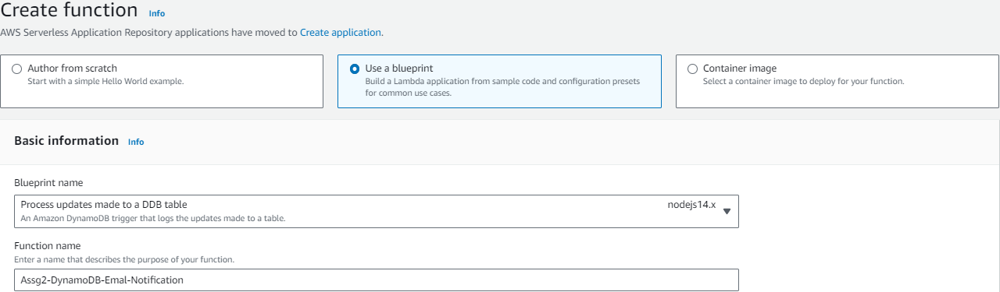 Create function Info
AWS Serverless Application Repository applications have moved to Create application.
Author from scratch
Start with a simple Hello World example.
Use a blueprint
Build a Lambda application from sample code and configuration presets
for common use cases.
Container image
Select a container image to deploy for your function.
Basic information Info
Blueprint name
Process updates made to a DDB table nodejs14.x
An Amazon DynamoDB trigger that logs the updates made to a table.
Function name
Enter a name that describes the purpose of your function.
Assg2-DynamoDB-Emal-Notification